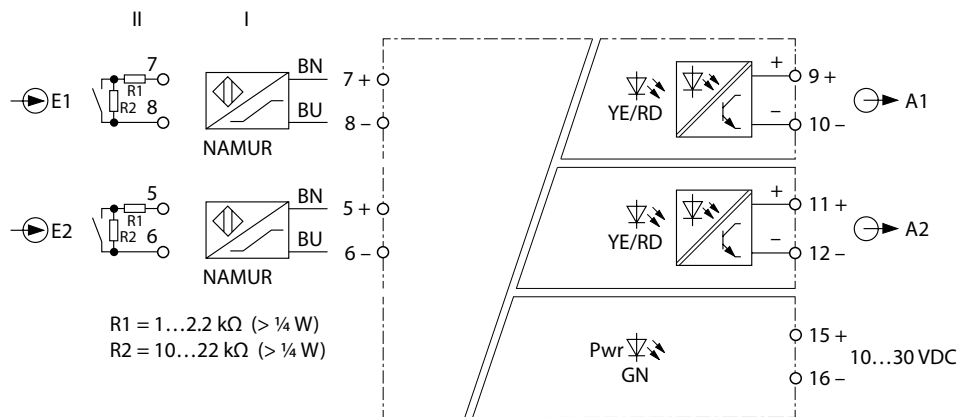 II I
7
R1
R2
8
E1
BN
BU
NAMUR
7 +
8 –
YE/RD
+
–
9 +
10 –
A1
5
R1
R2
6
E2
BN
BU
NAMUR
5 +
6 –
YE/RD
+
–
11 +
12 –
A2
R1 = 1…2.2 kΩ (> ¼ W)
R2 = 10…22 kΩ (> ¼ W)
Pwr
GN
15 +
16 –
10…30 VDC